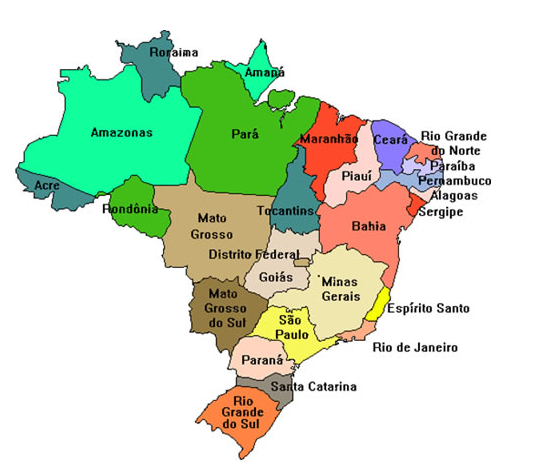 Roraima
Amaná
Amazonas
Pará
Maranhão
Ceará
Rio Grande
do Norte
Paraíba
Piauí
Pernambuco
Acre
Alagoas
Rondônia
Tocantins
Sergipe
Mato
Grosso
Bahia
Distrito Federal
Goiás
Minas
Gerais
Mato
Grosso
do Sul
Espírito Santo
São
Paulo
Rio de Janeiro
Paraná
Santa Catarina
Rio
Grande
do Sul